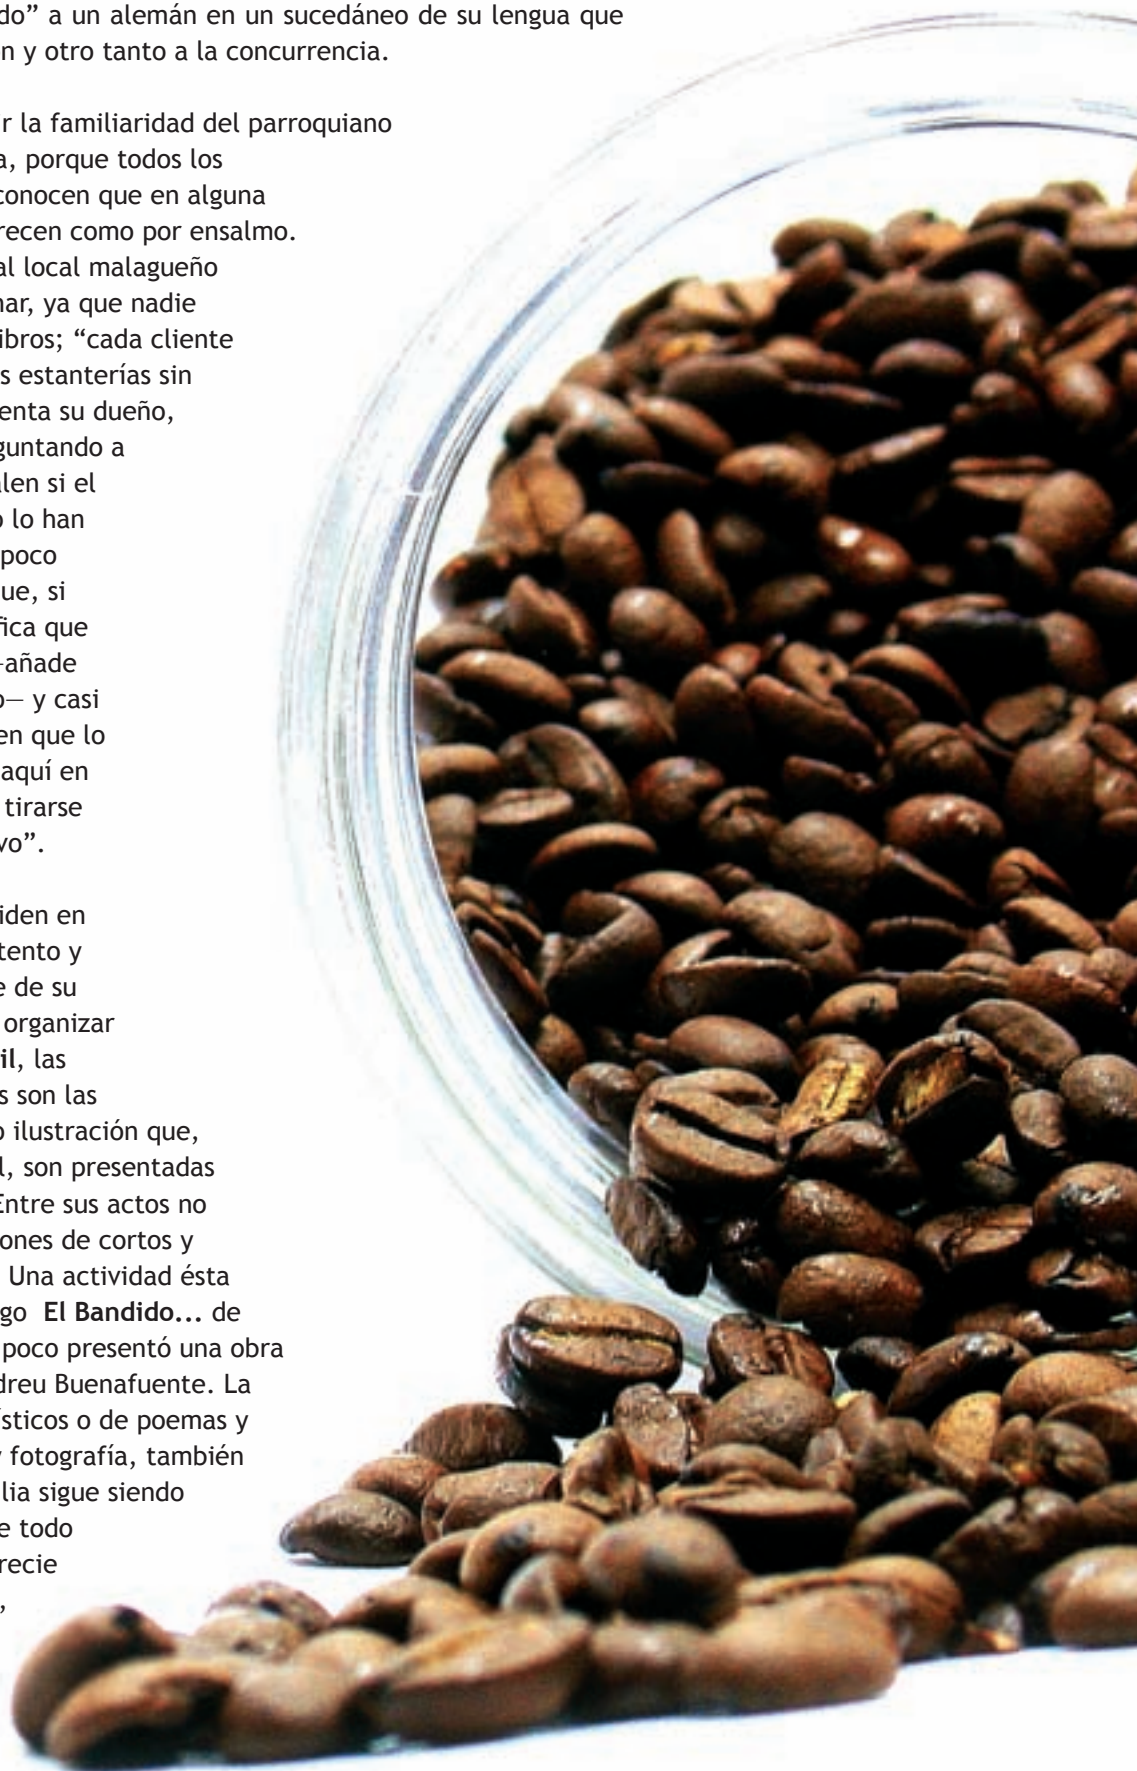 do” a un alemán en un sucedáneo de su lengua que
n y otro tanto a la concurrencia.
r la familiaridad del parroquiano
a, porque todos los
conocen que en alguna
recen como por ensalmo.
al local malagueño
nar, ya que nadie
ibros; “cada cliente
s estanterías sin
enta su dueño,
guntando a
alen si el
o lo han
poco
ue, si
fica que
–añade
o— y casi
en que lo
aquí en
tirarse
vo”.
iden en
tento y
e de su
organizar
il, las
s son las
o ilustración que,
l, son presentadas
Entre sus actos no
ones de cortos y
Una actividad ésta
go El Bandido... de
poco presentó una obra
dreu Buenafuente. La
ísticos o de poemas y
y fotografía, también
lia sigue siendo
e todo
recie
,